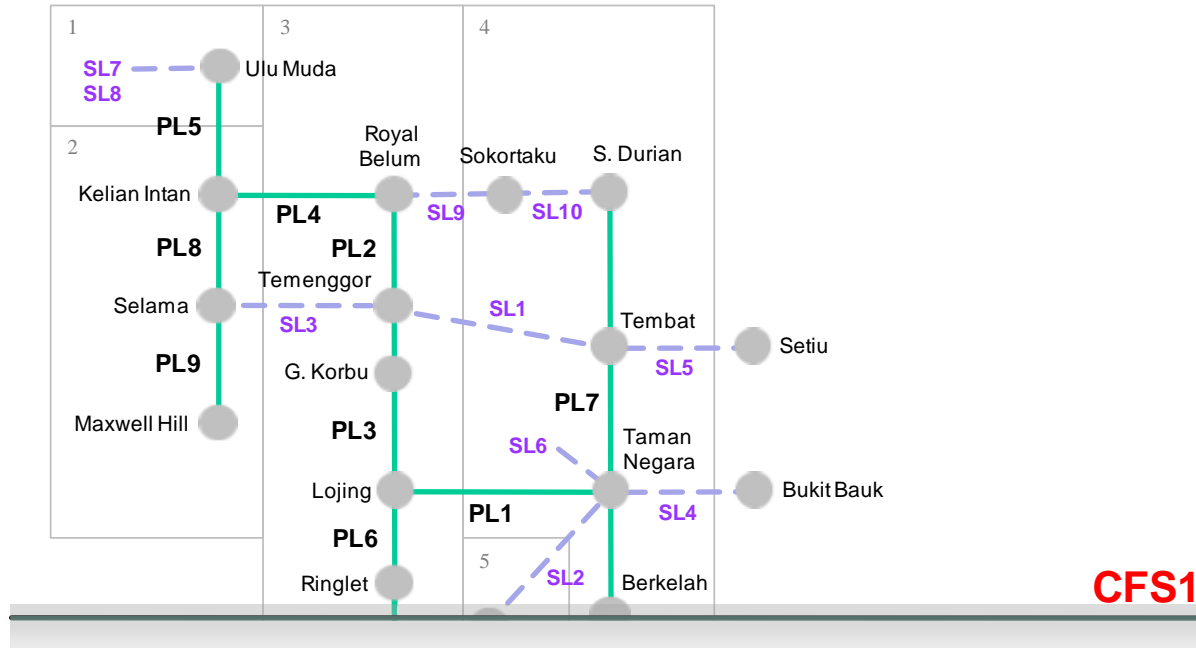 1
3
4
SL7
SL8
Ulu Muda
PL5
2
Royal
Belum
Sokortaku
S. Durian
Kelian Intan
PL4
SL9
SL10
PL8
PL2
Temenggor
Selama
SL3
SL1
Tembat
Setiu
SL5
PL9
G. Korbu
PL7
Maxwell Hill
PL3
SL6
Taman
Negara
Lojing
Bukit Bauk
PL1
SL4
PL6
5
SL2
Ringlet
Berkelah
CFS1